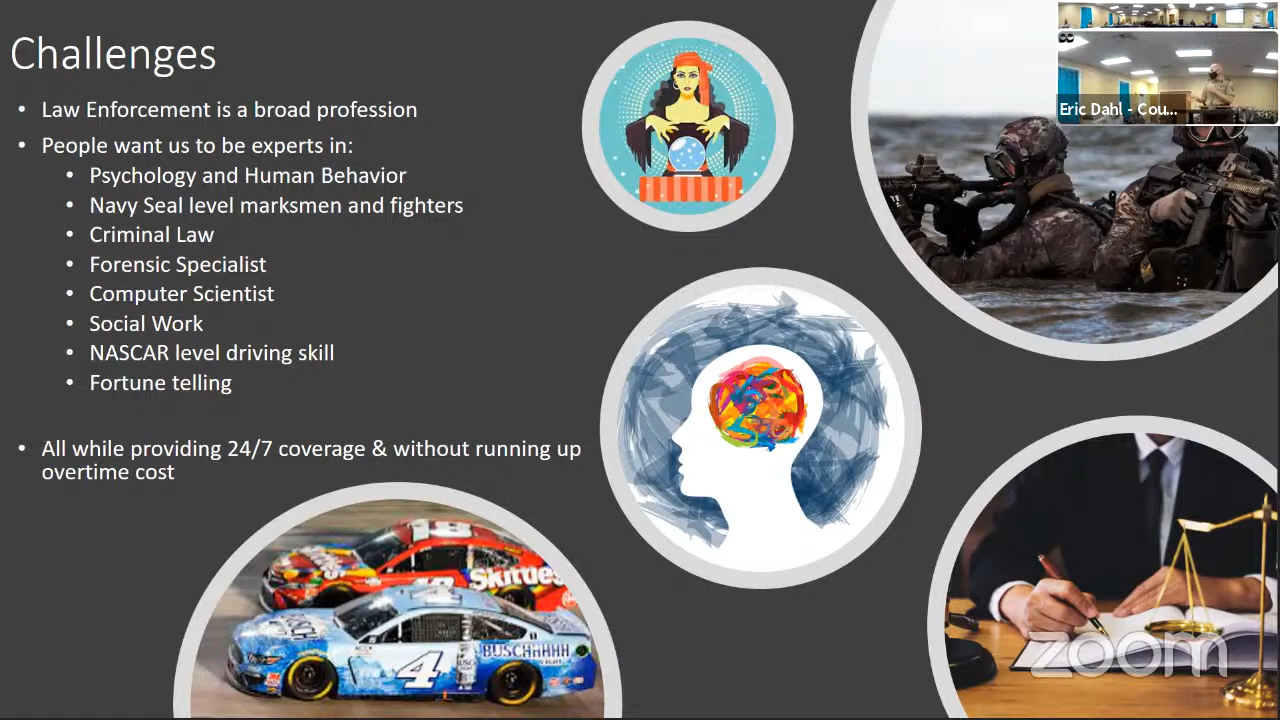 Challenges
• Law Enforcement is a broad profession
• People want us to be experts in:
• Psychology and Human Behavior
• Navy Seal level marksmen and fighters
• Criminal Law
• Forensic Specialist
• Computer Scientist
• Social Work
• NASCAR level driving skill
• Fortune telling
• All while providing 24/7 coverage & without running up
overtime cost
Eric Dahl - Cou...
18
Skittles
4
BUSCHHHHH
zoom